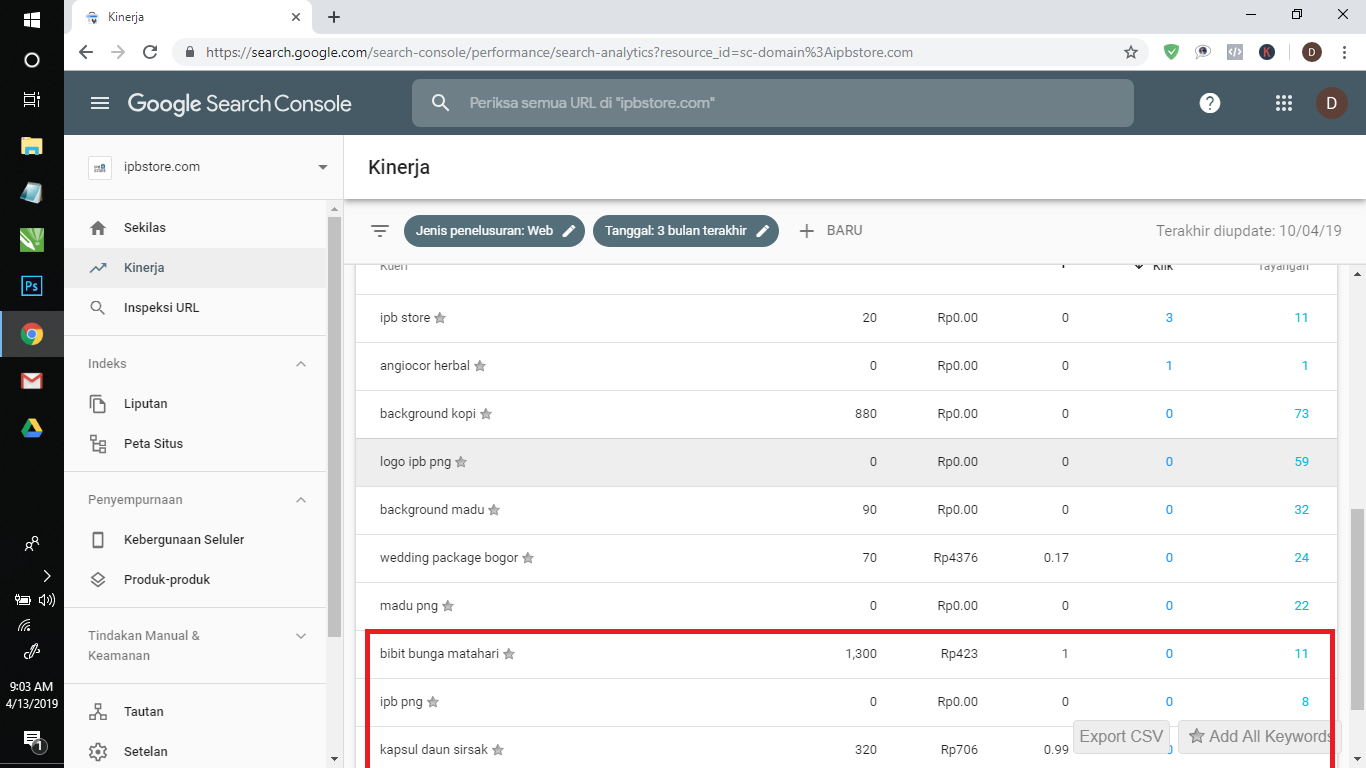 Kinerja
https://search.google.com/search-console/performance/search-analytics?resource_id=sc-domain%3Aipbstore.com
D
Google Search Console
Periksa semua URL di "ipbstore.com"
D
ipbstore.com
Kinerja
Sekilas
Kinerja
Inspeksi URL
Indeks
Liputan
Peta Situs
Penyempurnaan
Kebergunaan Seluler
Produk-produk
Tindakan Manual &
Keamanan
Tautan
Setelan
Jenis penelusuran: Web
Tanggal: 3 bulan terakhir
BARU
Terakhir diupdate: 10/04/19
Kueri Klik Tayangan
ipb store 20 Rp0.00 0 3 11
angiocor herbal 0 Rp0.00 0 1 1
background kopi 880 Rp0.00 0 0 73
logo ipb png 0 Rp0.00 0 0 59
background madu 90 Rp0.00 0 0 32
wedding package bogor 70 Rp4376 0.17 0 24
madu png 0 Rp0.00 0 0 22
bibit bunga matahari 1,300 Rp423 1 0 11
ipb png 0 Rp0.00 0 0 8
kapsul daun sirsak 320 Rp706 0.99
Export CSV
Add All Keywords
Ps
9:03 AM
4/13/2019
1